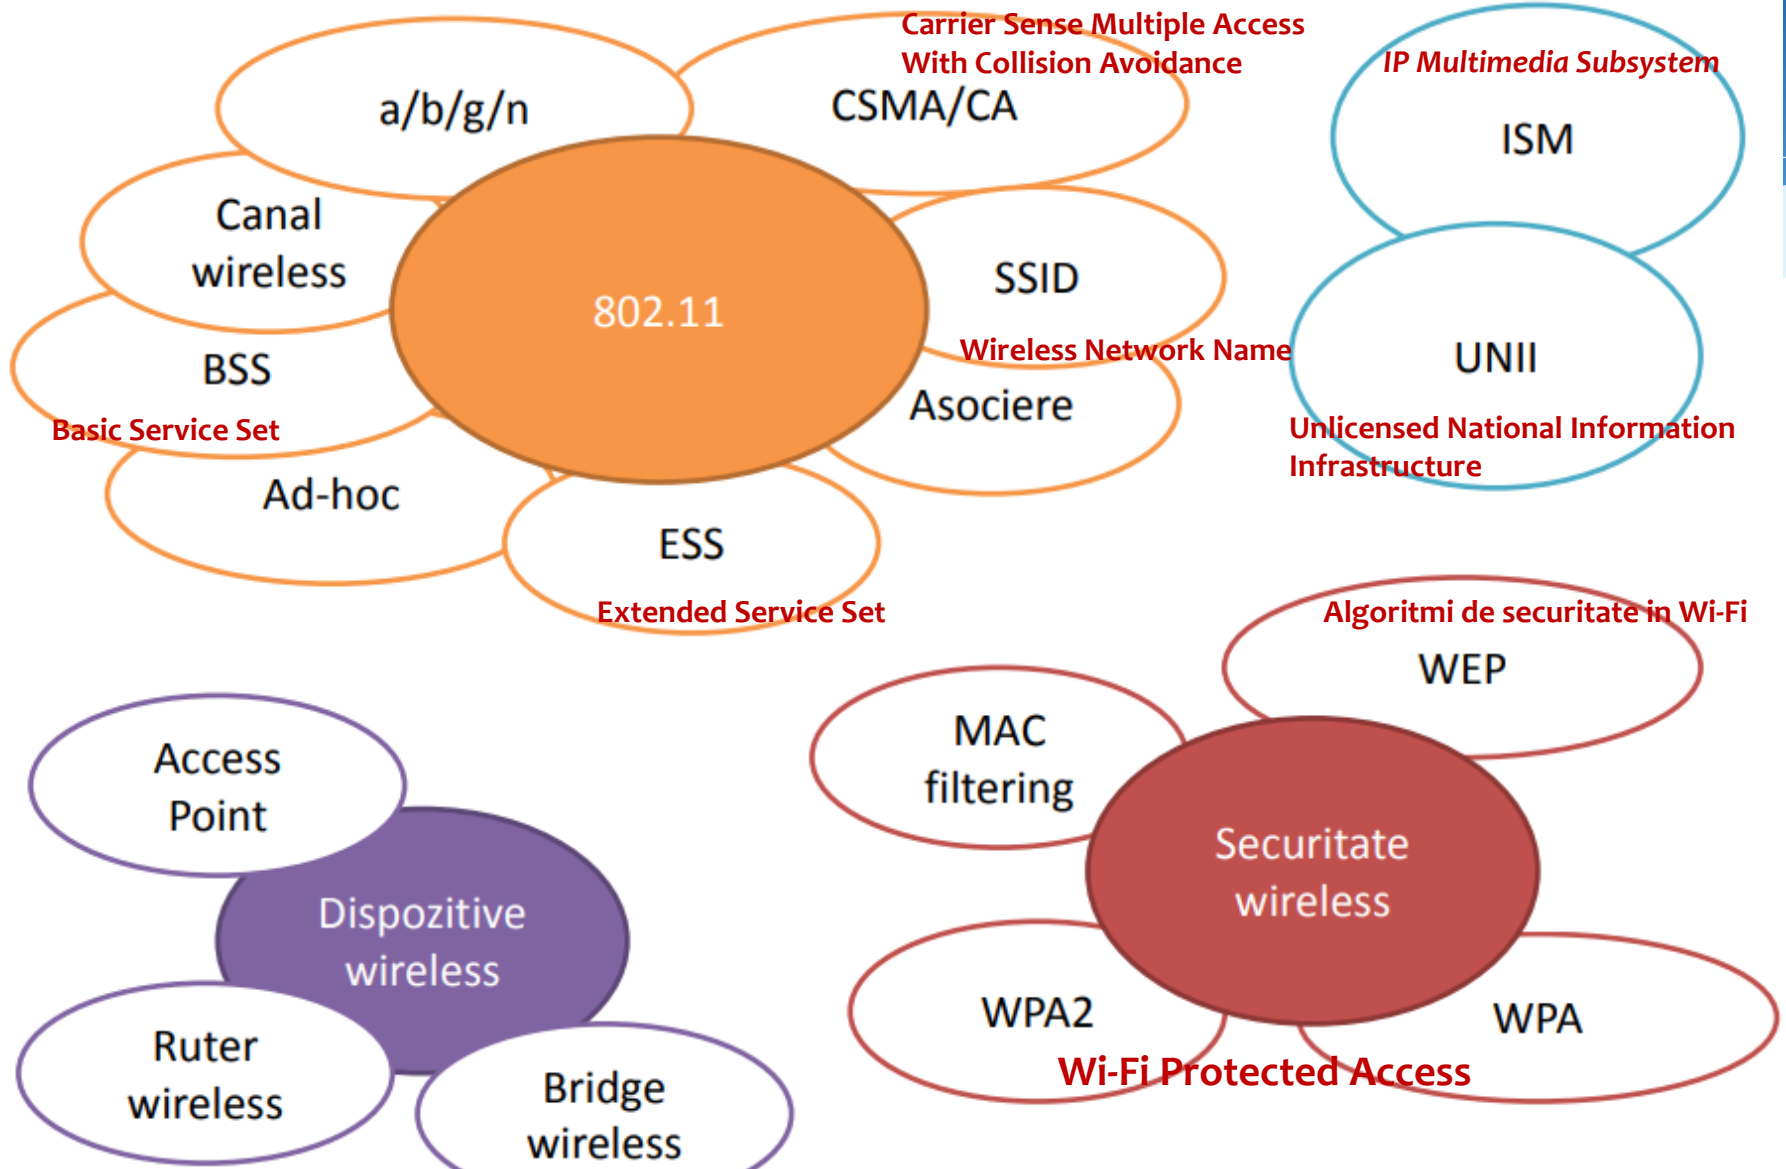 a/b/g/n
Carrier Sense Multiple Access
With Collision Avoidance
CSMA/CA
IP Multimedia Subsystem
ISM
Canal
wireless
802.11
SSID
Wireless Network Name
UNII
Unlicensed National Information
Infrastructure
BSS
Basic Service Set
Asociere
Ad-hoc
ESS
Extended Service Set
Access
Point
Dispozitive
wireless
Ruter
wireless
Bridge
wireless
Algoritmi de securitate in Wi-Fi
WEP
MAC
filtering
Securitate
wireless
WPA2
WPA
Wi-Fi Protected Access